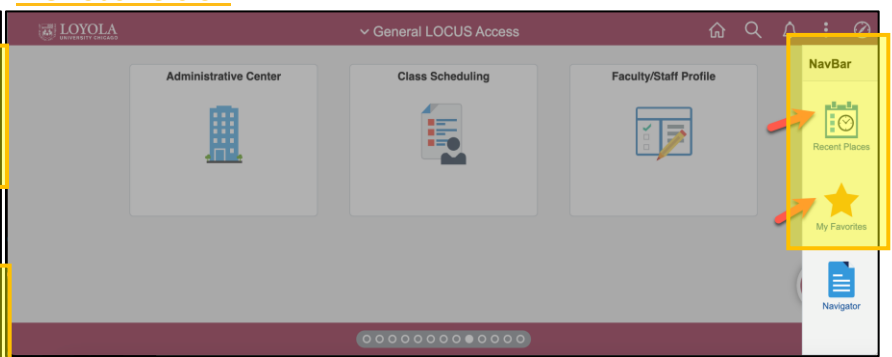 LOYOLA
UNIVERSITY CHICAGO
General LOCUS Access
NavBar
Administrative Center
Class Scheduling
Faculty/Staff Profile
Recent Places
My Favorites
Navigator